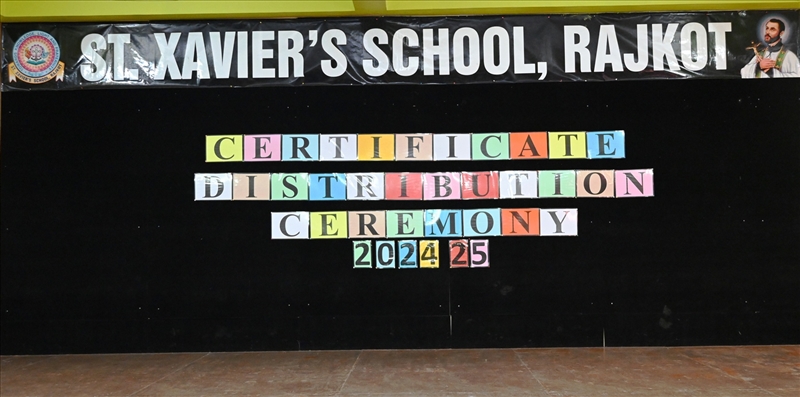 ST. XAVIER'S SCHOOL, RAJKOT
CERTIFICATE
DISTRIBUTION
CEREMONY
2024 25